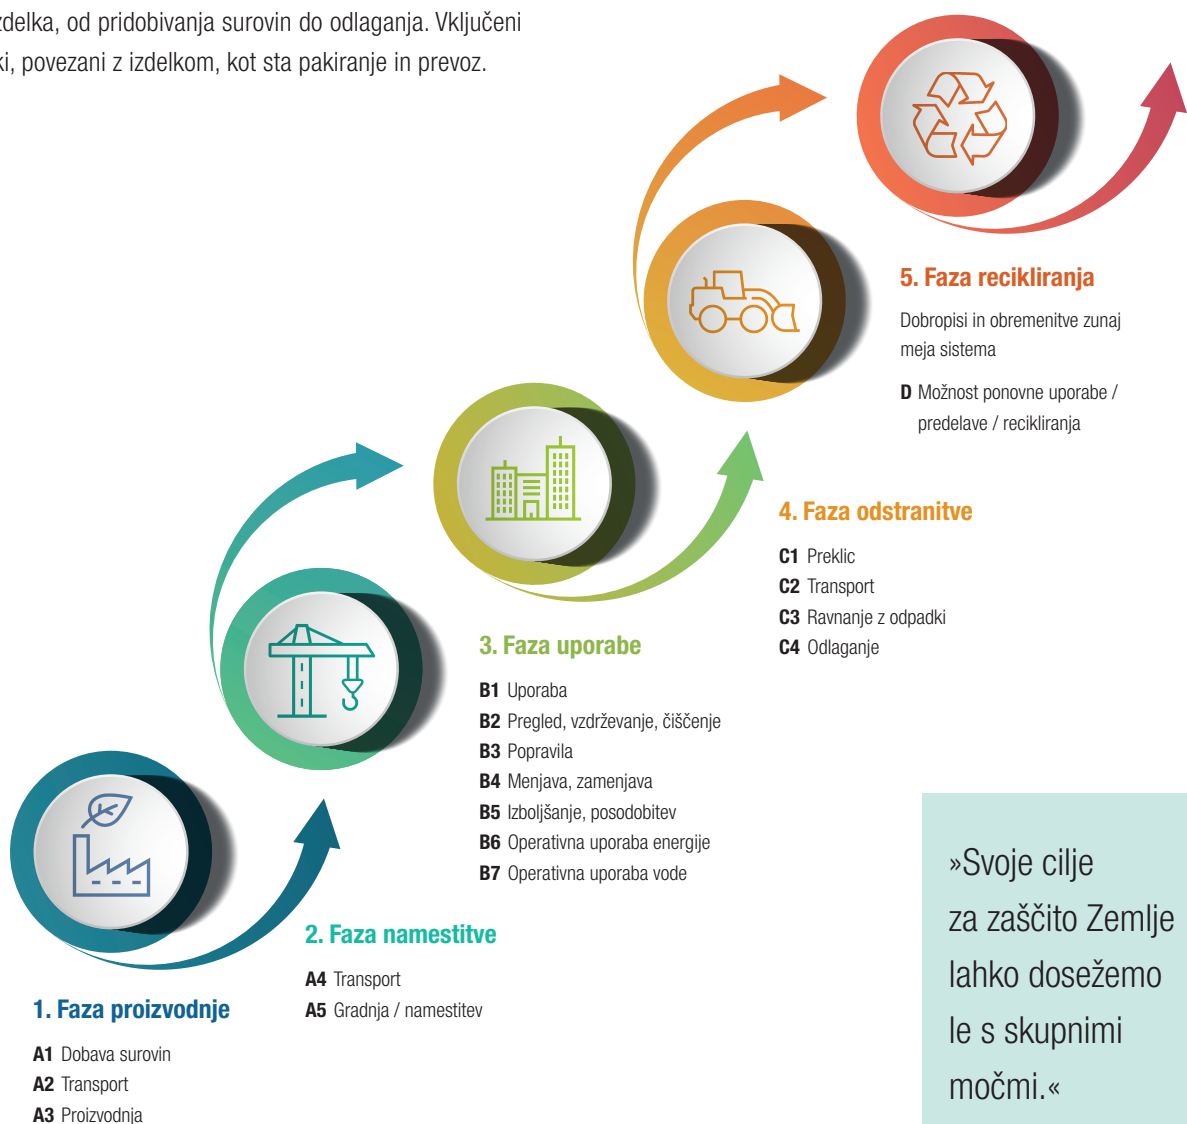 zdelka, od pridobivanja surovin do odlaganja. Vključeni
ki, povezani z izdelkom, kot sta pakiranje in prevoz.
5. Faza recikliranja
Dobropisi in obremenitve zunaj
meja sistema
D Možnost ponovne uporabe /
predelave / recikliranja
4. Faza odstranitve
C1 Preklic
C2 Transport
C3 Ravnanje z odpadki
C4 Odlaganje
3. Faza uporabe
B1 Uporaba
B2 Pregled, vzdrževanje, čiščenje
B3 Popravila
B4 Menjava, zamenjava
B5 Izboljšanje, posodobitev
B6 Operativna uporaba energije
B7 Operativna uporaba vode
2. Faza namestitve
A4 Transport
A5 Gradnja / namestitev
1. Faza proizvodnje
A1 Dobava surovin
A2 Transport
A3 Proizvodnja
»Svoje cilje
za zaščito Zemlje
lahko dosežemo
le s skupnimi
močmi.«